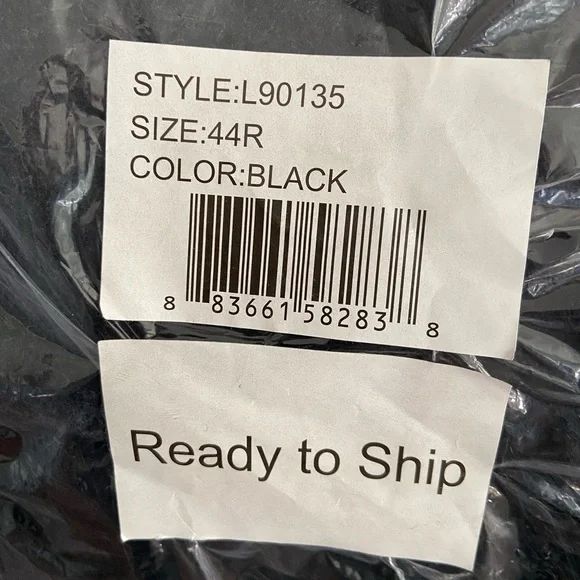 STYLE:L90135
SIZE:44R
COLOR:BLACK
8 83661 58283 8
Ready to Ship